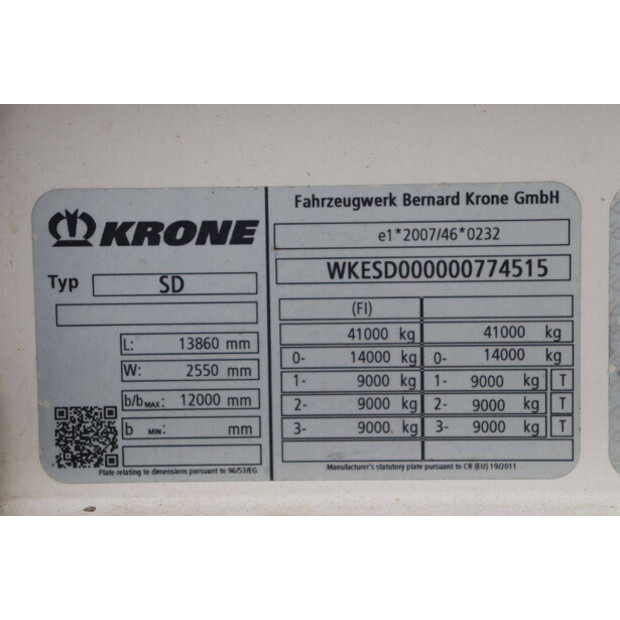 KRONE
Typ SD
L: 13860 mm
W: 2550 mm
b/b MAX: 12000 mm
b MIN: mm
Plate relating to dimensions pursuant to 96/53/EG
Fahrzeugwerk Bernard Krone GmbH
e1*2007/46*0232
WKESD000000774515
(FI)
41000 kg 41000 kg
0- 14000 kg 0- 14000 kg
1- 9000 kg 1- 9000 kg T
2- 9000 kg 2- 9000 kg T
3- 9000 kg 3- 9000 kg T
Manufacturer's statutory plate pursuant to CR (EU) 19/2011